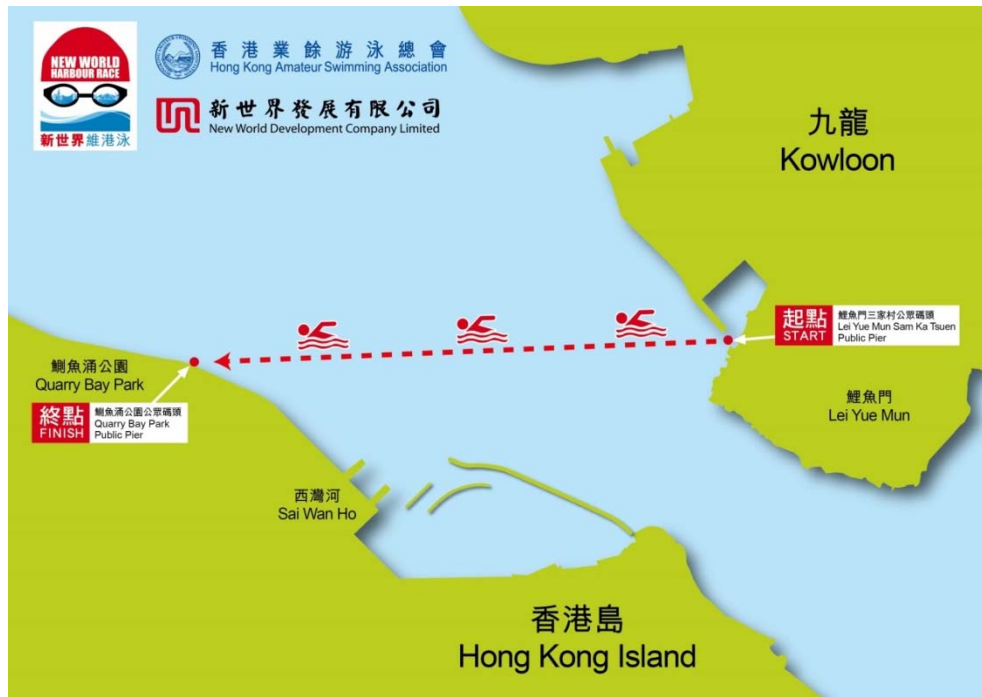 NEW WORLD
HARBOUR RACE
新世界維港泳
香港業餘游泳總會
Hong Kong Amateur Swimming Association
新世界發展有限公司
New World Development Company Limited
九龍
Kowloon
起點
START
鯉魚門三家村公眾碼頭
Lei Yue Mun Sam Ka Tsuen
Public Pier
鰂魚涌公園
Quarry Bay Park
終點
FINISH
鰂魚涌公園公眾碼頭
Quarry Bay Park
Public Pier
鯉魚門
Lei Yue Mun
西灣河
Sai Wan Ho
香港島
Hong Kong Island